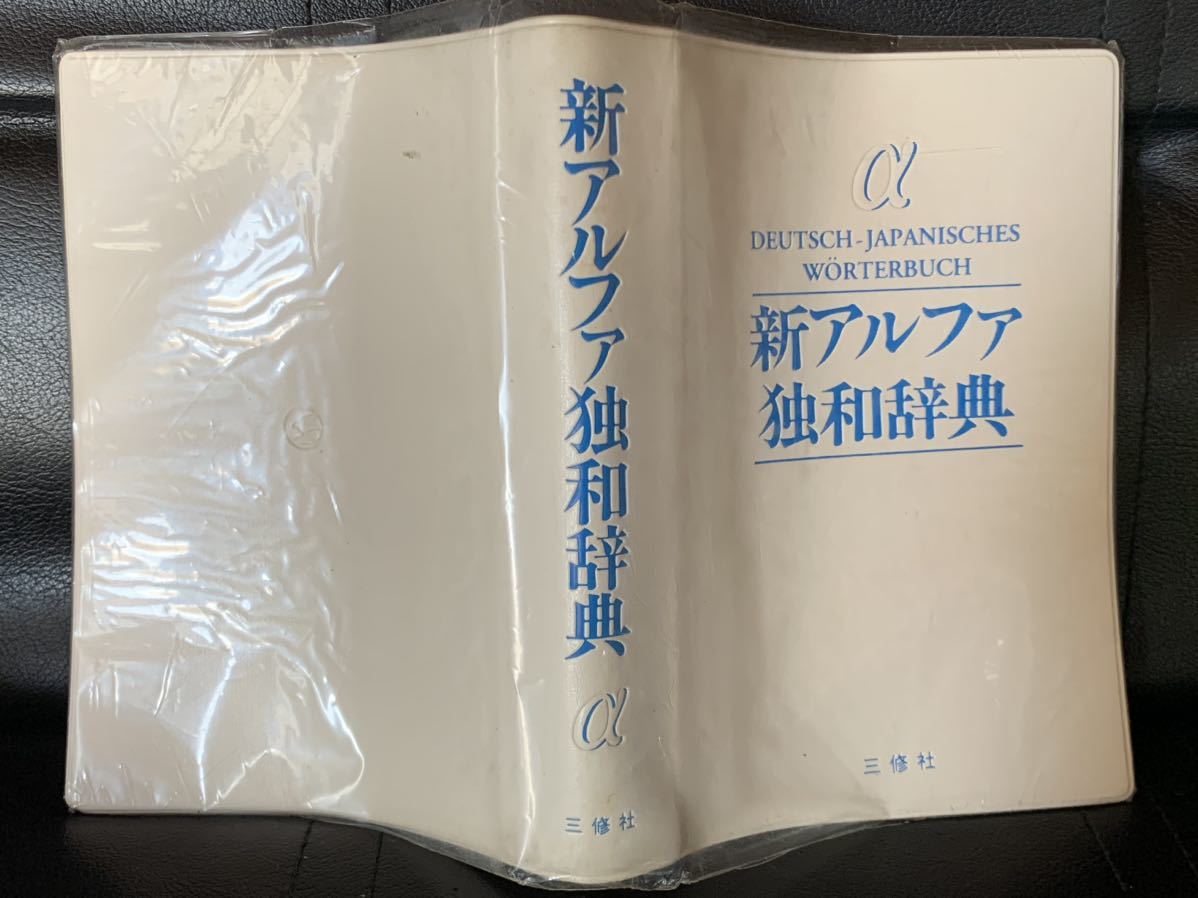 新アルファ独和辞典
α
三修社
α
DEUTSCH-JAPANISCHES
WÖRTERBUCH
新アルファ
独和辞典
三修社